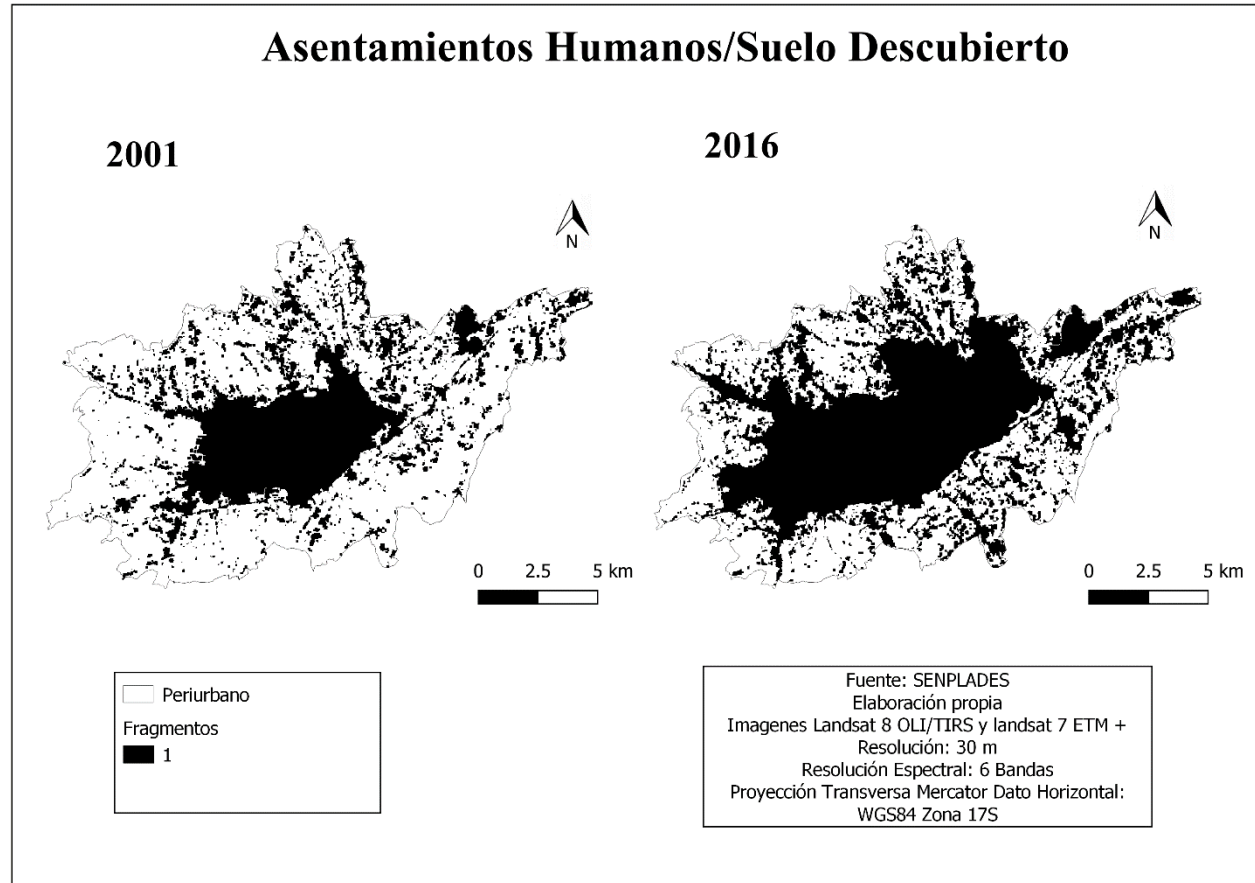 Asentamientos Humanos/Suelo Descubierto
2001
2016
N
N
0 2.5 5 km
0 2.5 5 km
Periurbano
Fragmentos
1
Fuente: SENPLADES
Elaboración propia
Imagenes Landsat 8 OLI/TIRS y landsat 7 ETM +
Resolución: 30 m
Resolución Espectral: 6 Bandas
Proyección Transversa Mercator Dato Horizontal:
WGS84 Zona 17S